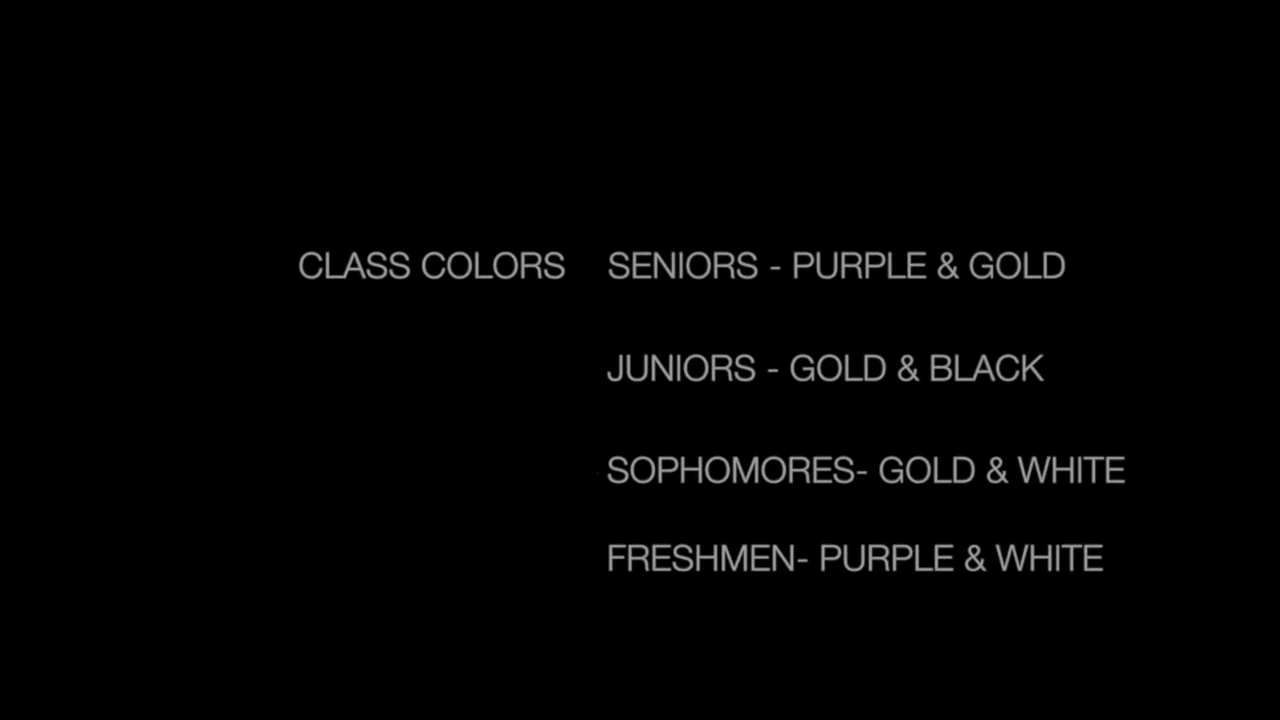 CLASS COLORS SENIORS - PURPLE & GOLD
JUNIORS - GOLD & BLACK
SOPHOMORES- GOLD & WHITE
FRESHMEN- PURPLE & WHITE